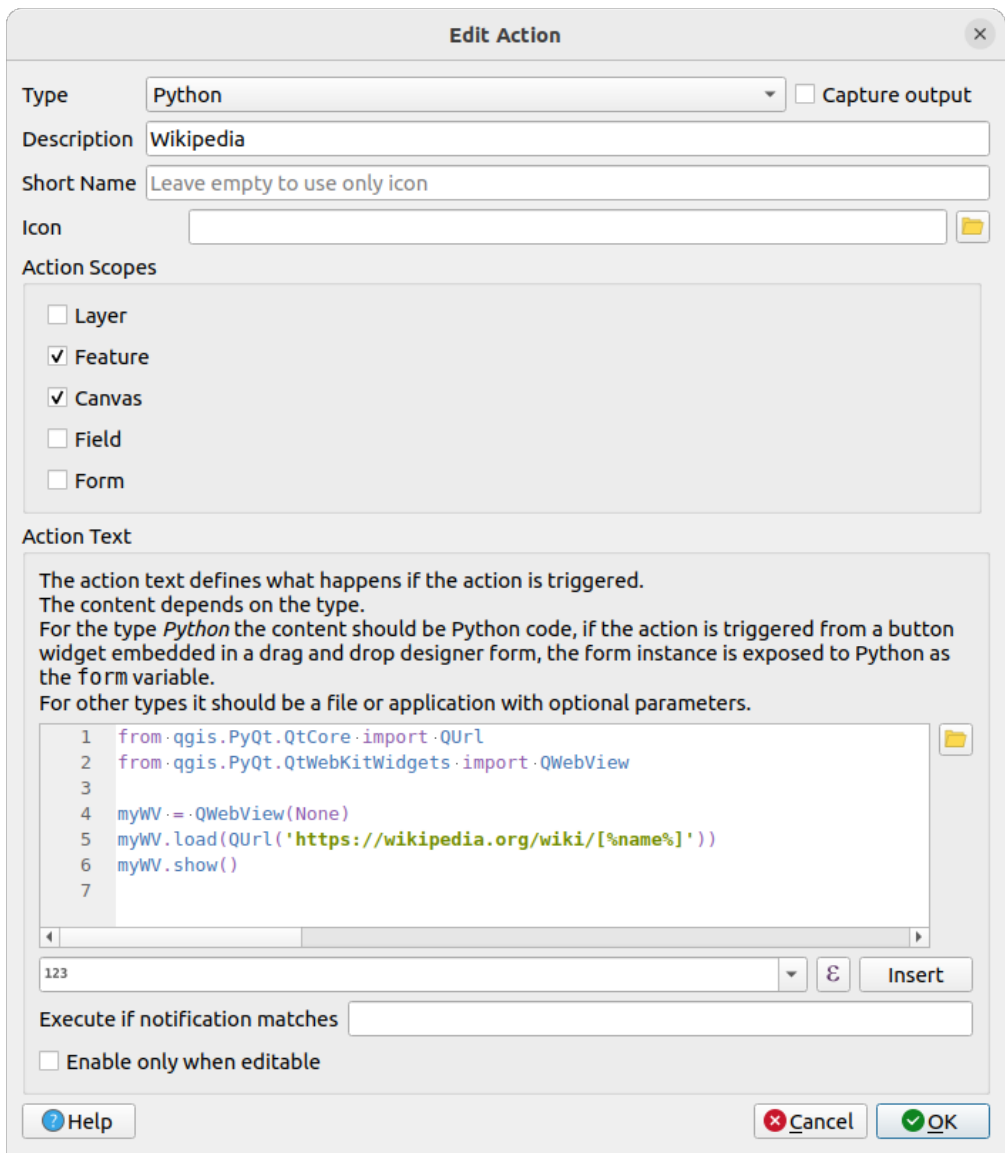 Edit Action
Type Python Capture output
Description Wikipedia
Short Name Leave empty to use only icon
Icon
Action Scopes
Layer
Feature
Canvas
Field
Form
Action Text
The action text defines what happens if the action is triggered.
The content depends on the type.
For the type Python the content should be Python code, if the action is triggered from a button
widget embedded in a drag and drop designer form, the form instance is exposed to Python as
the form variable.
For other types it should be a file or application with optional parameters.
1 from·qgis.PyQt.QtCore·import·QUrl
2 from·qgis.PyQt.QtWebKitWidgets·import·QWebView
3
4 myWV·=·QWebView(None)
5 myWV.load(QUrl('https://wikipedia.org/wiki/[%name%]'))
6 myWV.show()
7
123 ε Insert
Execute if notification matches
Enable only when editable
Help Cancel OK